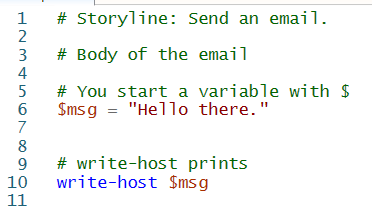 1 # Storyline: Send an email.
2
3 # Body of the email
4
5 # You start a variable with $
6 $msg = "Hello there."
7
8
9 # write-host prints
10 write-host $msg
11